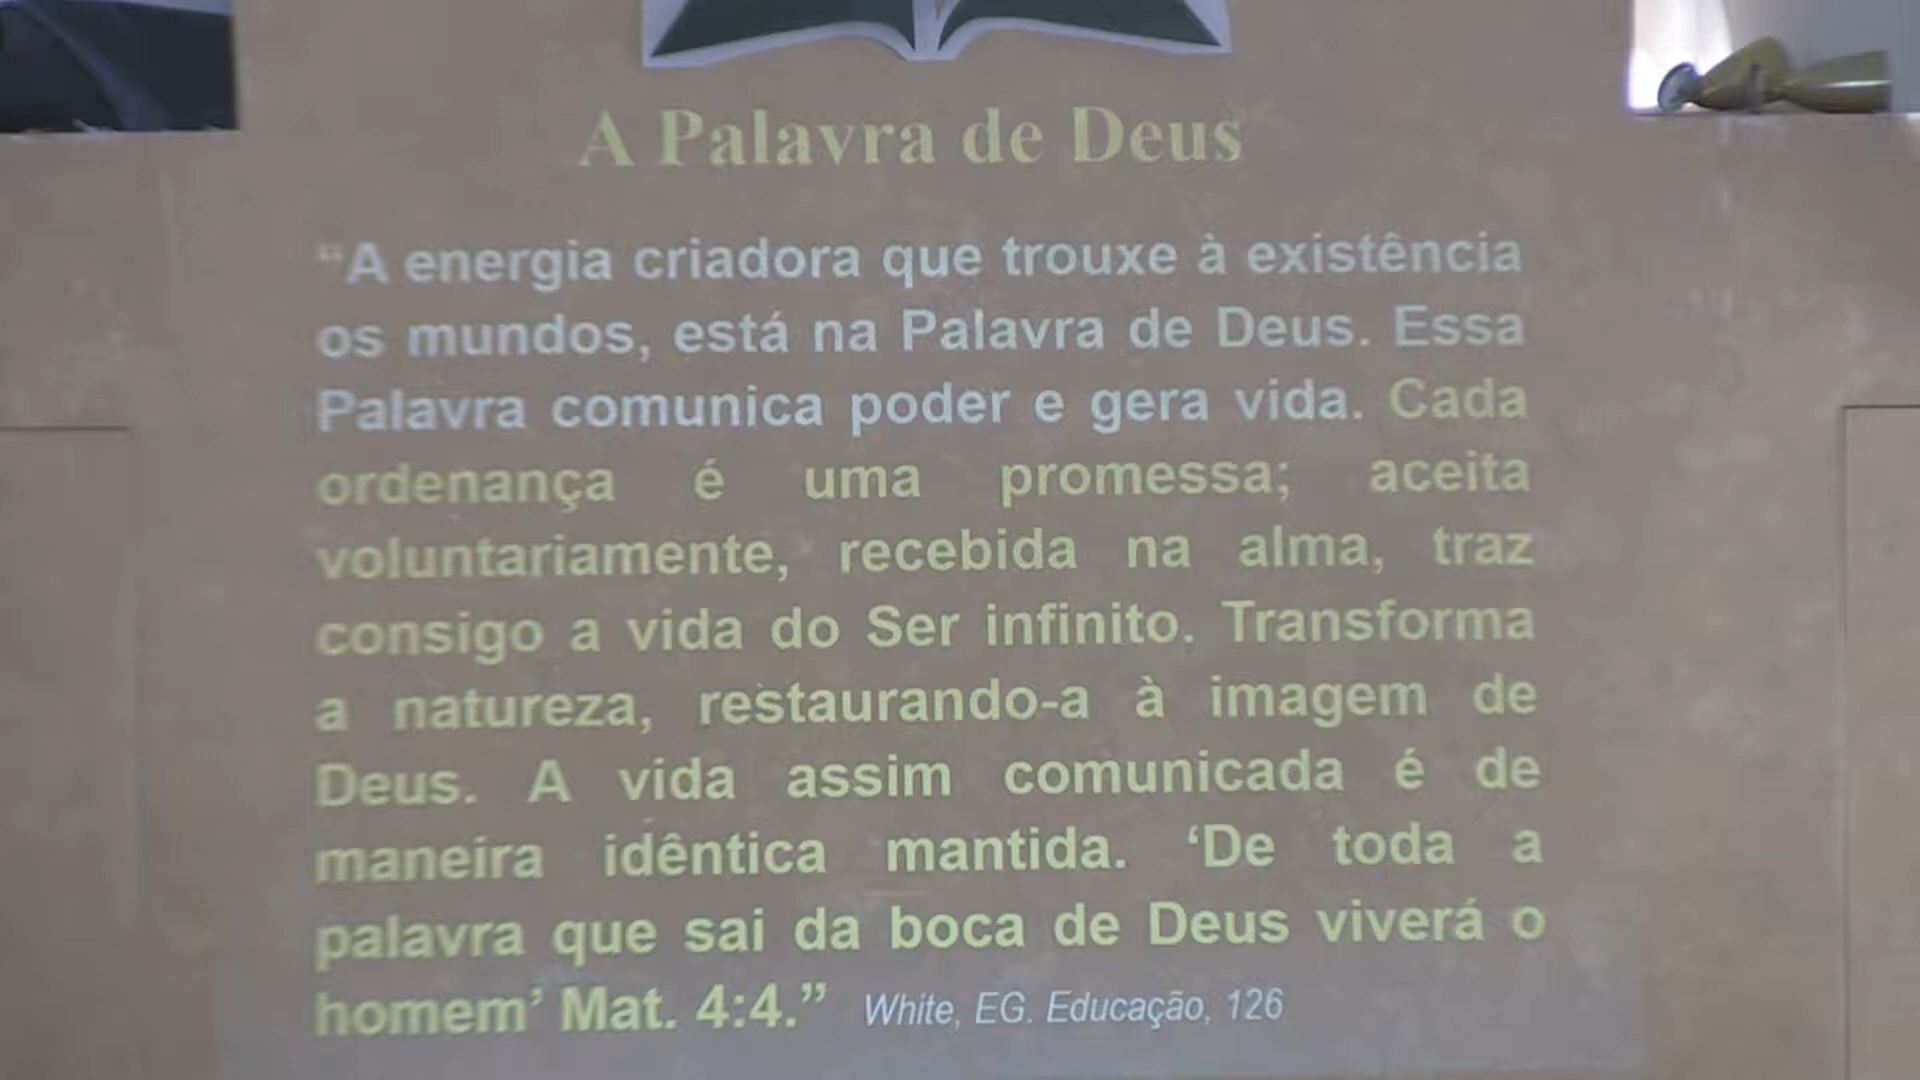 A Palavra de Deus
“A energia criadora que trouxe à existência
os mundos, está na Palavra de Deus. Essa
Palavra comunica poder e gera vida. Cada
ordenança é uma promessa; aceita
voluntariamente, recebida na alma, traz
consigo a vida do Ser infinito. Transforma
a natureza, restaurando-a à imagem de
Deus. A vida assim comunicada é de
maneira idêntica mantida. ‘De toda a
palavra que sai da boca de Deus viverá o
homem’ Mat. 4:4.” White, EG. Educação, 126